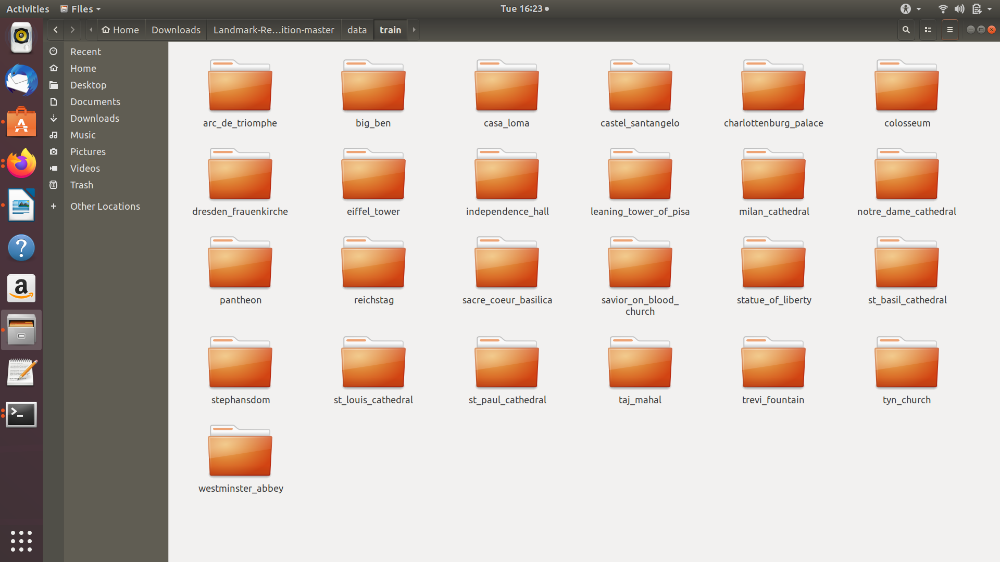 Activities
Files
Tue 16:23
Home
Downloads
Landmark-Re...ition-master
data
train
Recent
Home
Desktop
Documents
Downloads
Music
Pictures
Videos
Trash
Other Locations
arc_de_triomphe
big_ben
casa_loma
castel_santangelo
charlottenburg_palace
colosseum
dresden_frauenkirche
eiffel_tower
independence_hall
leaning_tower_of_pisa
milan_cathedral
notre_dame_cathedral
pantheon
reichstag
sacre_coeur_basilica
savior_on_blood_
church
statue_of_liberty
st_basil_cathedral
stephansdom
st_louis_cathedral
st_paul_cathedral
taj_mahal
trevi_fountain
tyn_church
westminster_abbey